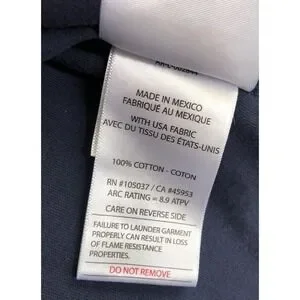 MADE IN MEXICO
FABRIQUÉ AU MEXIQUE
WITH USA FABRIC
AVEC DU TISSU DES ÉTATS-UNIS
100% COTTON - COTON
RN #105037 / CA #45953
ARC RATING = 8.9 ATPV
CARE ON REVERSE SIDE
FAILURE TO LAUNDER GARMENT
PROPERLY CAN RESULT IN LOSS
OF FLAME RESISTANCE
PROPERTIES.
DO NOT REMOVE